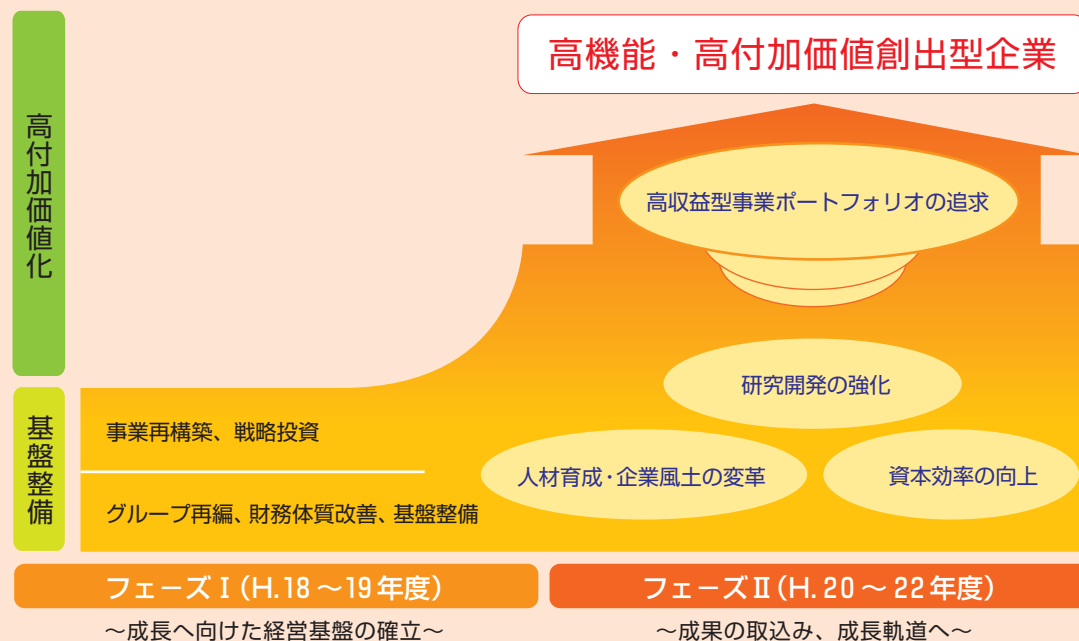 高機能・高付加価値創出型企業
高付加価値化
高収益型事業ポートフォリオの追求
研究開発の強化
基盤整備
事業再構築、戦略投資
人材育成・企業風土の変革
資本効率の向上
グループ再編、財務体質改善、基盤整備
フェーズⅠ(H.18～19年度)
フェーズⅡ(H.20～22年度)
～成長へ向けた経営基盤の確立～
～成果の取込み、成長軌道へ～